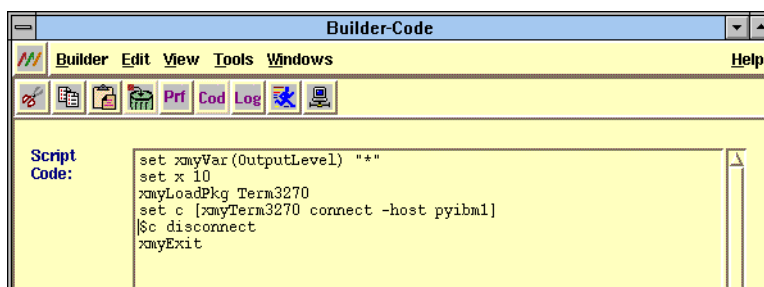 Builder-Code
Builder Edit View Tools Windows Help
Prf Cod Log
Script Code:
set xmyVar(OutputLevel) "*"
set x 10
xmyLoadPkg Term3270
set c [xmyTerm3270 connect -host pyibm1]
$c disconnect
xmyExit